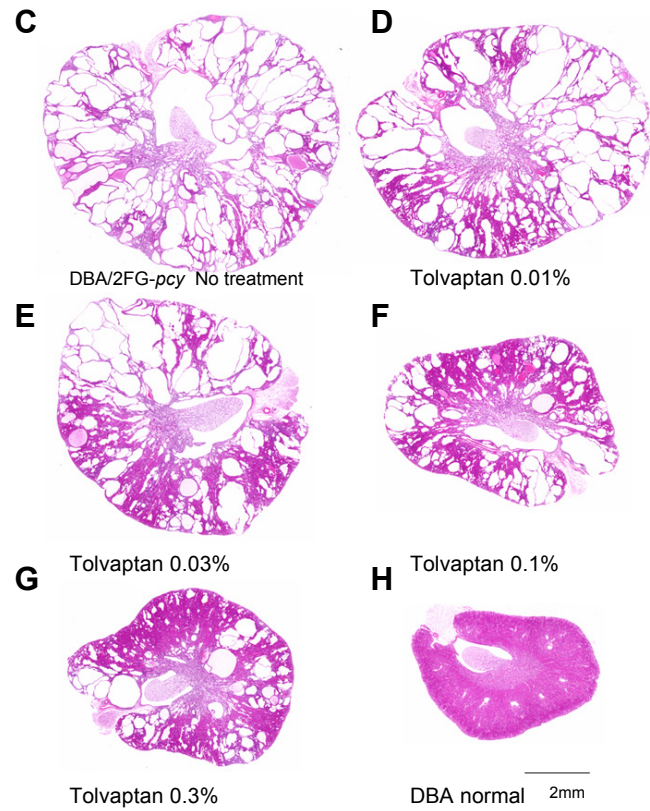 C
D
DBA/2FG-pcy No treatment
Tolvaptan 0.01%
E
F
Tolvaptan 0.03%
Tolvaptan 0.1%
G
H
Tolvaptan 0.3%
DBA normal
2mm